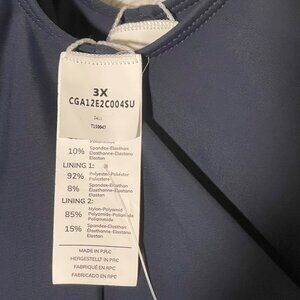 3X
CGA12E2C004SU
Polyamide
10% Spandex-Elasthan
Elasthanne-Elastano
Elastan
LINING 1:
92% Polyester-Poliéster
Poliestere
8% Spandex-Elasthan
Elasthanne-Elastano
Elastan
LINING 2:
85% Nylon-Polyamid
Polyamide-Poliamida
Poliammide
15% Spandex-Elasthan
Elasthanne-Elastano
Elastan
MADE IN P.R.C
HERGESTELLT IN PRC
FABRIQUÉ EN RPC
FABRICADO EN RPC